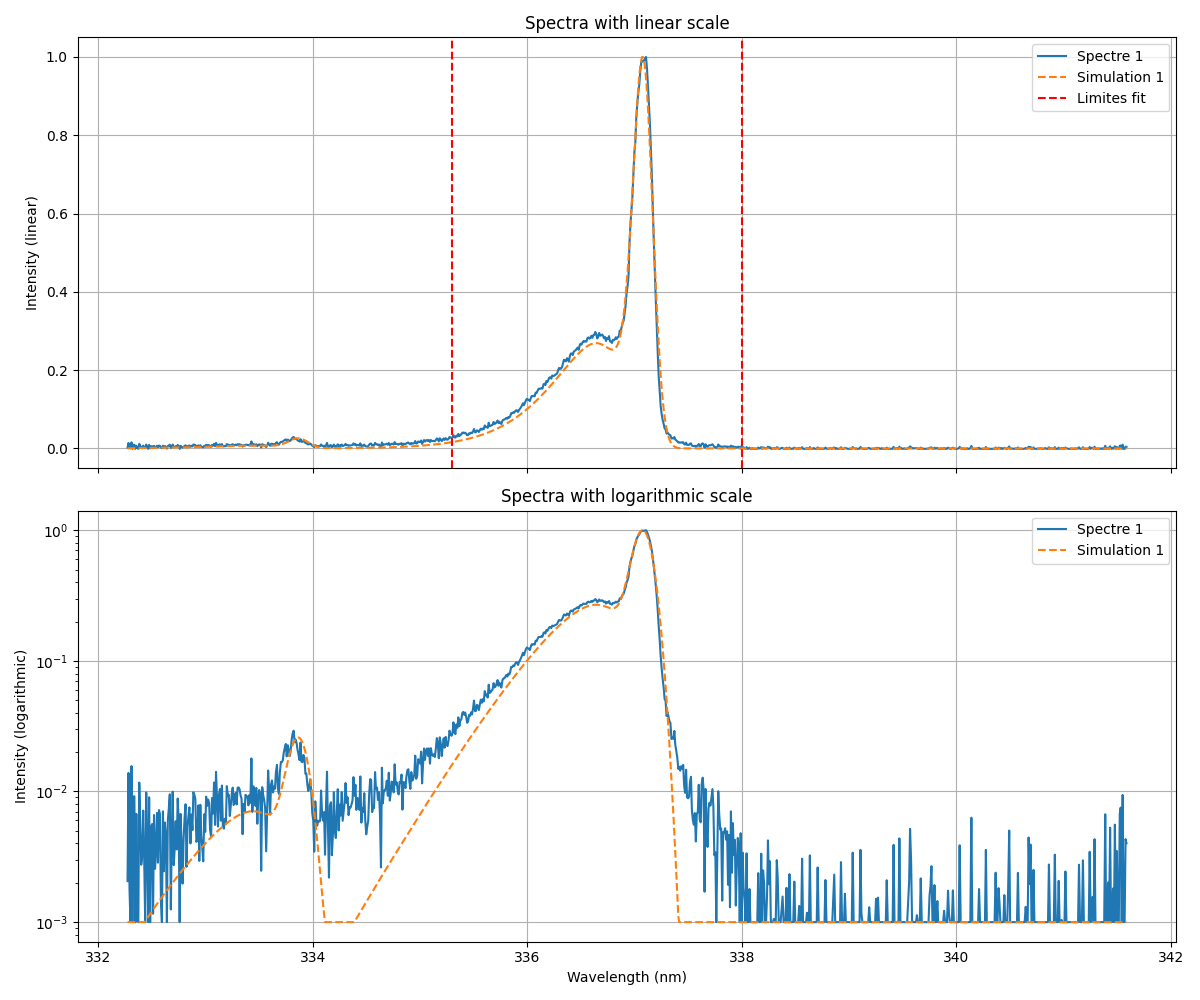 Spectra with linear scale
Intensity (linear)
1.0
0.8
0.6
0.4
0.2
0.0
Spectre 1
Simulation 1
Limites fit
Spectra with logarithmic scale
Intensity (logarithmic)
10⁰
10⁻¹
10⁻²
10⁻³
Spectre 1
Simulation 1
332
334
336
338
340
342
Wavelength (nm)